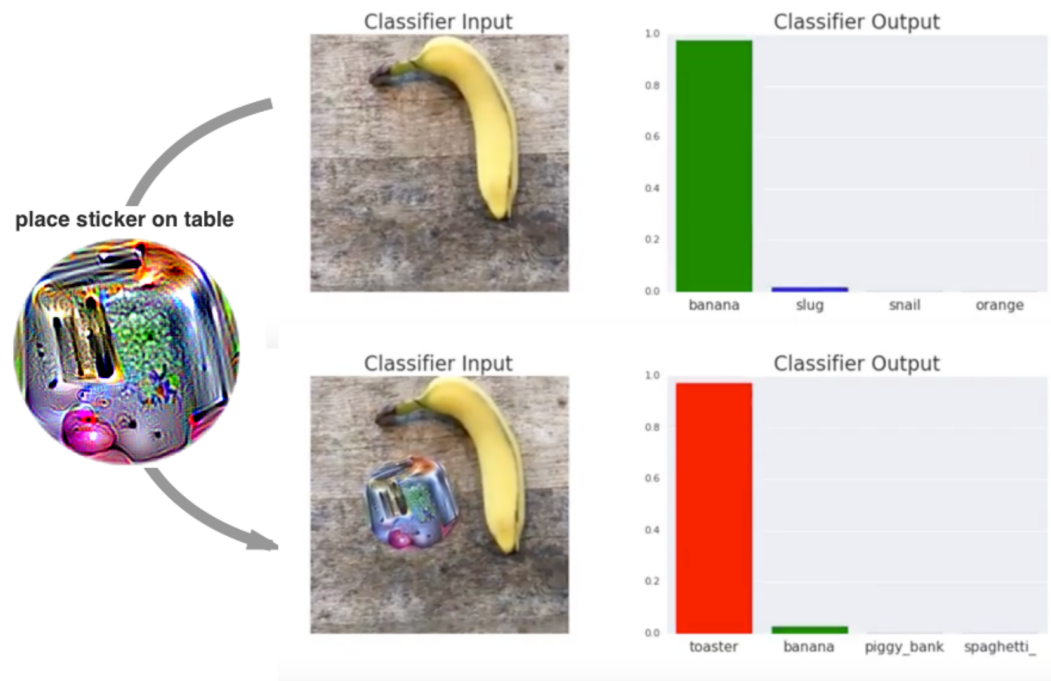 Classifier Input
Classifier Output
1.0
0.8
0.6
0.4
0.2
0.0
banana slug snail orange
place sticker on table
Classifier Input
Classifier Output
1.0
0.8
0.6
0.4
0.2
0.0
toaster banana piggy_bank spaghetti_